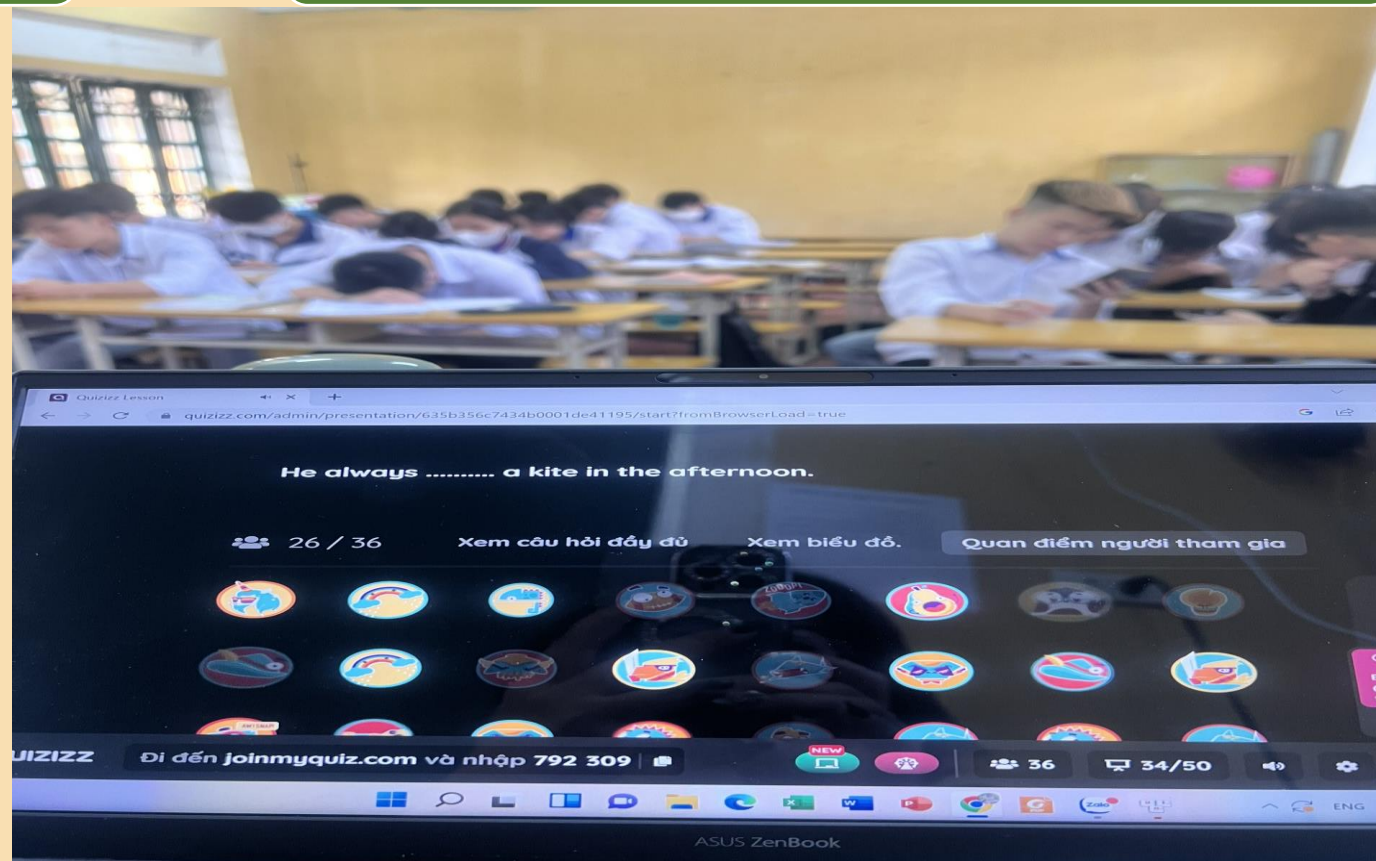 Quizizz Lesson
quizizz.com/admin/presentation/635b356c7434b0001de41195/start?fromBrowserLoad=true
He always .......... a kite in the afternoon.
26 / 36 Xem câu hỏi đầy đủ Xem biểu đồ. Quan điểm người tham gia
UIZIZZ Đi đến joinmyquiz.com và nhập 792 309 NEW 36 34/50
Zalo ENG
ASUS ZenBook